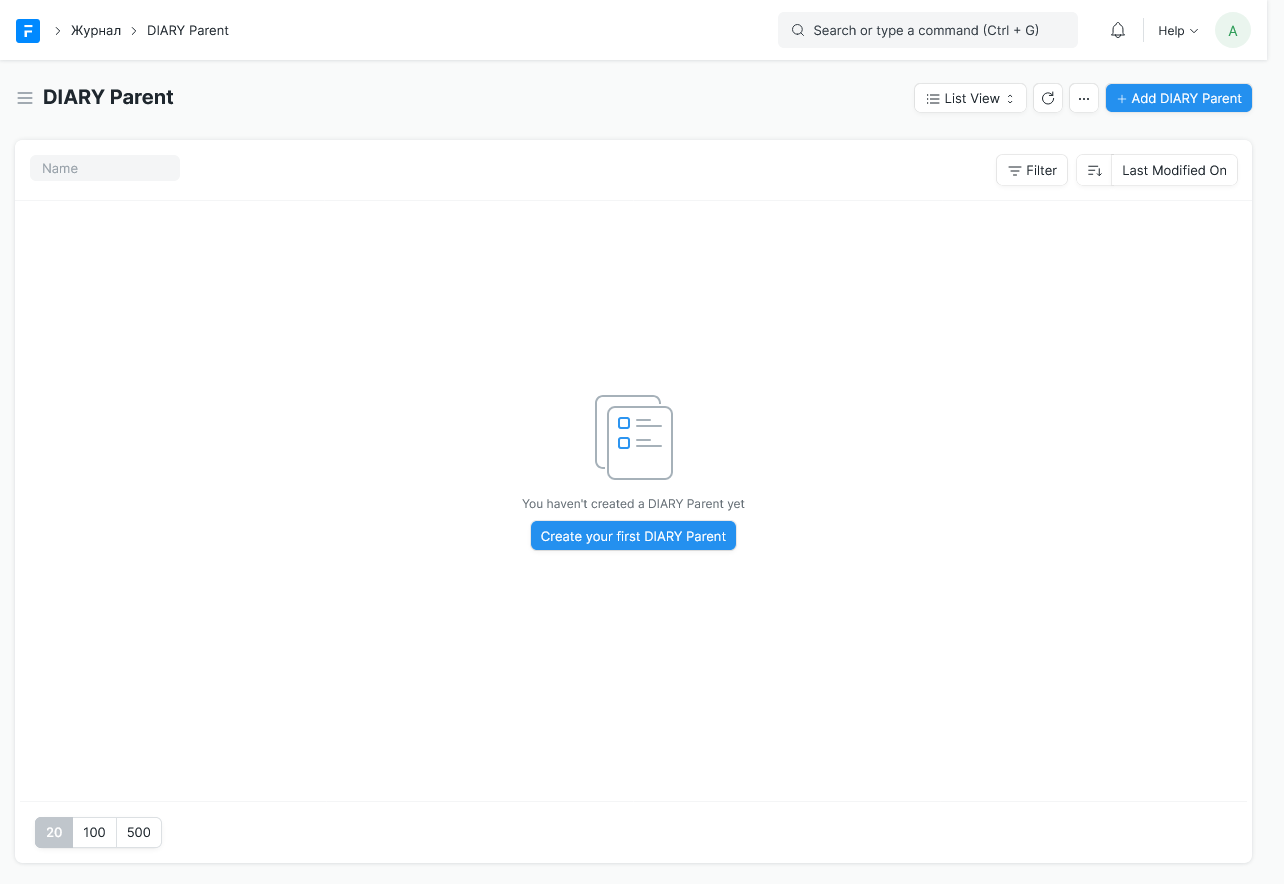 Журнал DIARY Parent Search or type a command (Ctrl + G) Help A
DIARY Parent List View + Add DIARY Parent
Name Filter Last Modified On
You haven't created a DIARY Parent yet
Create your first DIARY Parent
20 100 500